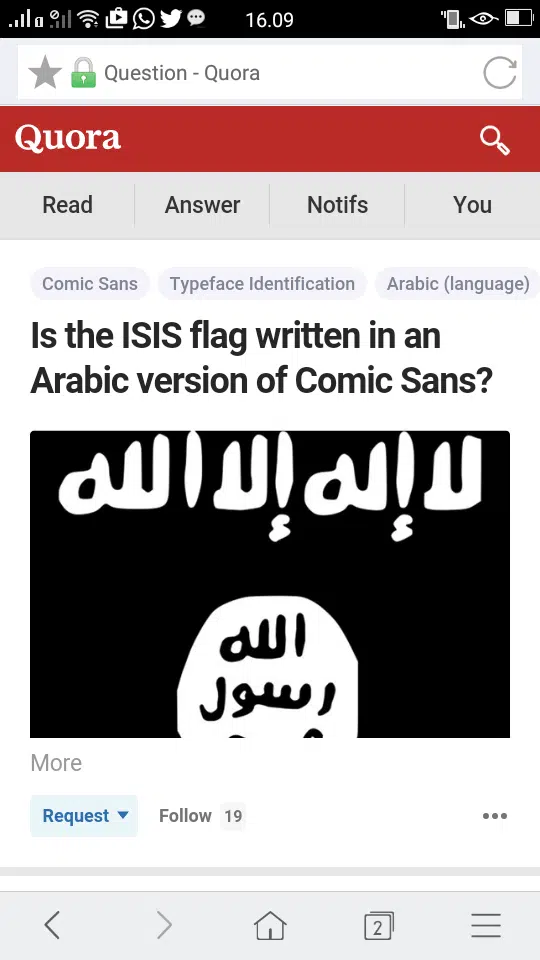 16.09
Question - Quora
Quora
Read Answer Notifs You
Comic Sans Typeface Identification Arabic (language)
Is the ISIS flag written in an
Arabic version of Comic Sans?
لا إله إلا الله
الله
رسول
More
Request Follow 19
2